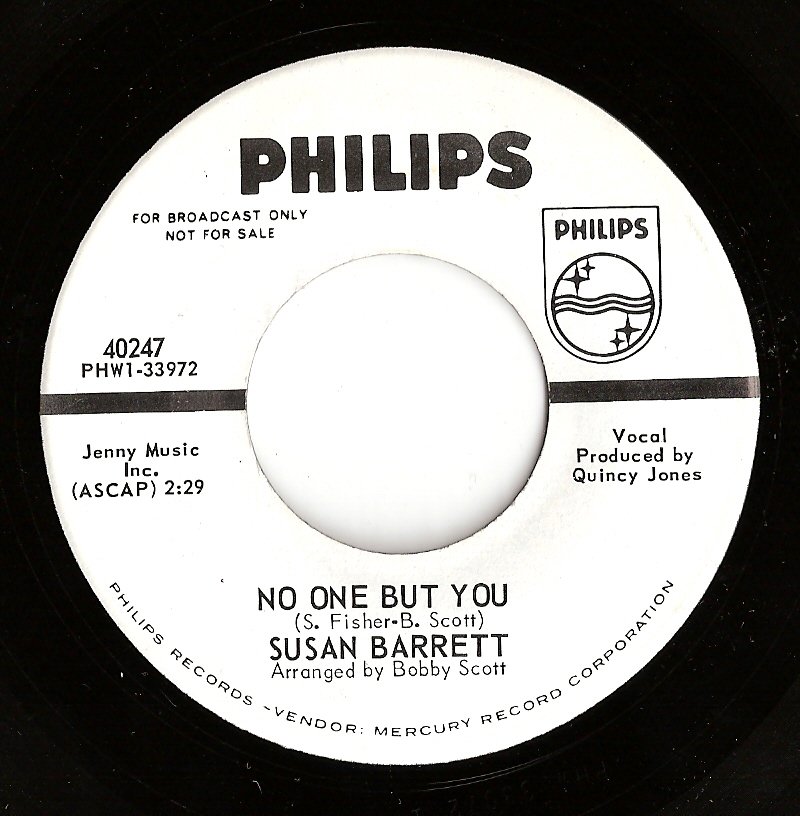 PHILIPS
FOR BROADCAST ONLY
NOT FOR SALE
PHILIPS
40247
PHW1-33972
Jenny Music
Inc.
(ASCAP) 2:29
Vocal
Produced by
Quincy Jones
NO ONE BUT YOU
(S. Fisher-B. Scott)
SUSAN BARRETT
Arranged by Bobby Scott
PHILIPS RECORDS -VENDOR: MERCURY RECORD CORPORATION